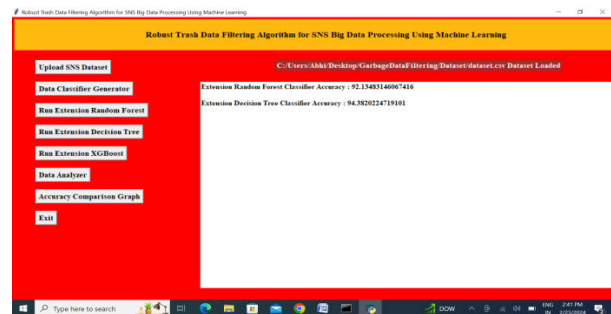 Robust Trash Data Filtering Algorithm for SNS Big Data Processing Using Machine Learning
Robust Trash Data Filtering Algorithm for SNS Big Data Processing Using Machine Learning
Upload SNS Dataset
C:/Users/Abhi/Desktop/GarbageDataFiltering/Dataset/dataset.csv Dataset Loaded
Data Classifier Generator
Extension Random Forest Classifier Accuracy : 92.13483146067416
Run Extension Random Forest
Extension Decision Tree Classifier Accuracy : 94.3820224719101
Run Extension Decision Tree
Run Extension XGBoost
Data Analyzer
Accuracy Comparison Graph
Exit
Type here to search
DOW
ENG 2:41 PM
IN 2/23/2024